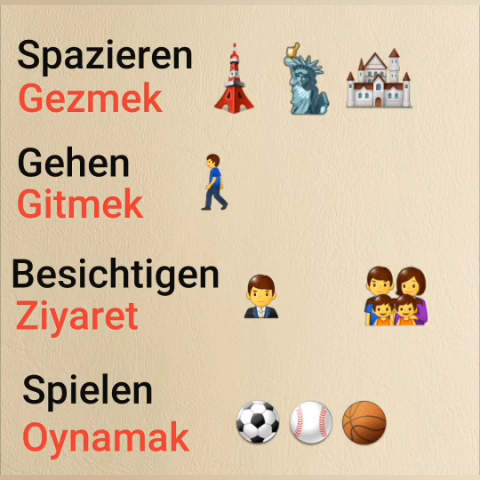 Spazieren
Gezmek
Gehen
Gitmek
Besichtigen
Ziyaret
Spielen
Oynamak